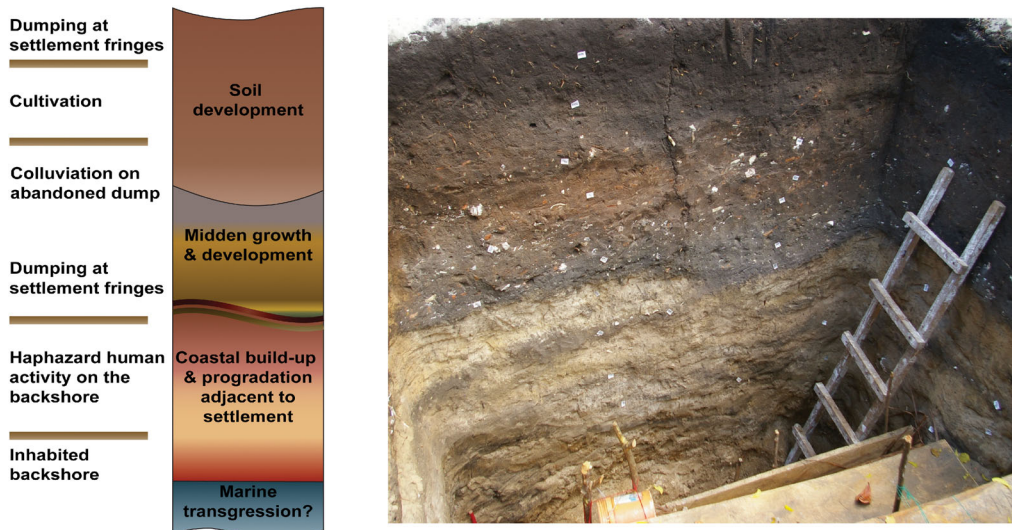 Dumping at
settlement fringes
Cultivation
Colluviation on
abandoned dump
Dumping at
settlement fringes
Haphazard human
activity on the
backshore
Inhabited
backshore
Soil
development
Midden growth
& development
Coastal build-up
& progradation
adjacent to
settlement
Marine
transgression?